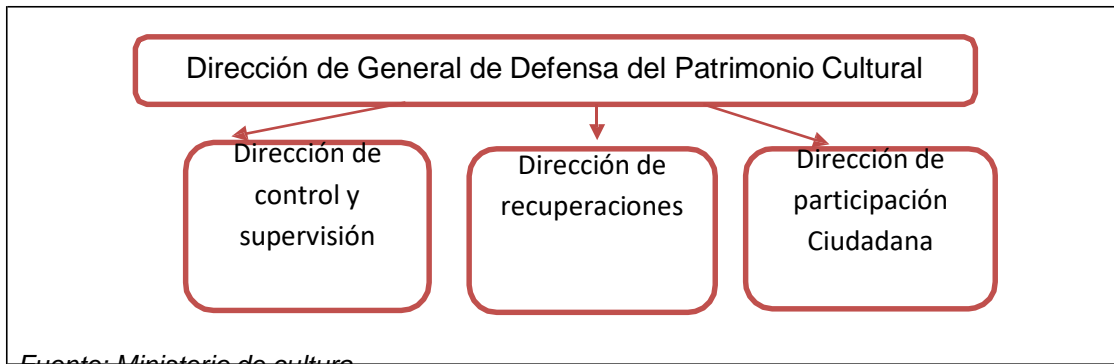 Dirección de General de Defensa del Patrimonio Cultural
Dirección de
control y
supervisión
Dirección de
recuperaciones
Dirección de
participación
Ciudadana
Fuente: Ministerio de cultura